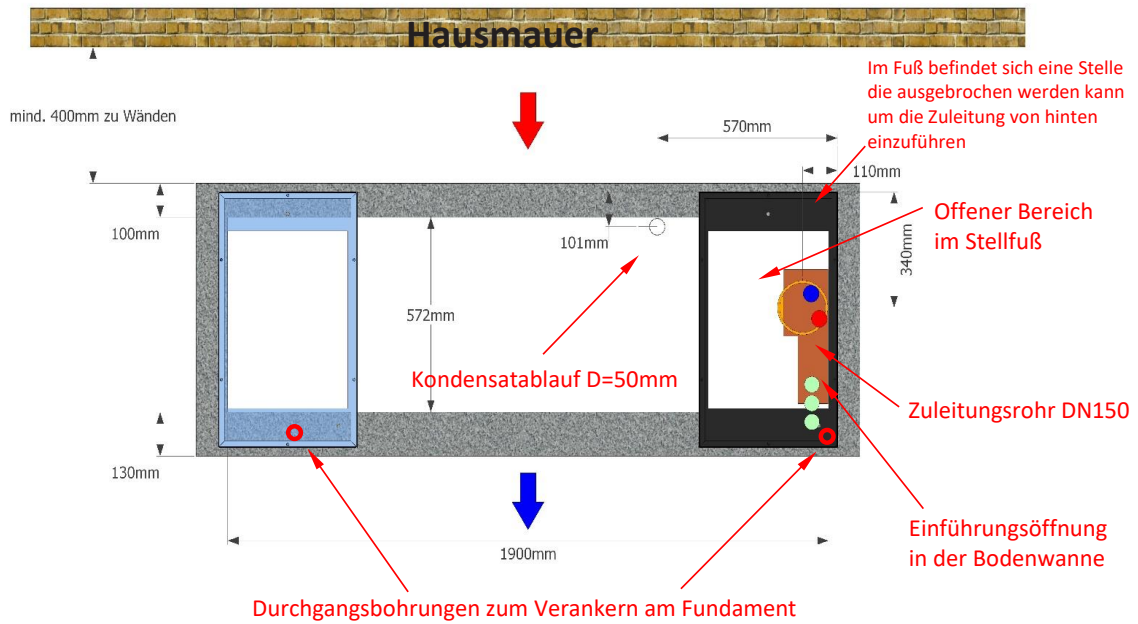 Hausmauer
Im Fuß befindet sich eine Stelle
die ausgebrochen werden kann
um die Zuleitung von hinten
einzuführen
mind. 400mm zu Wänden
570mm
110mm
100mm
101mm
Offener Bereich
im Stellfuß
340mm
572mm
Kondensatablauf D=50mm
Zuleitungsrohr DN150
130mm
Einführungsöffnung
in der Bodenwanne
1900mm
Durchgangsbohrungen zum Verankern am Fundament